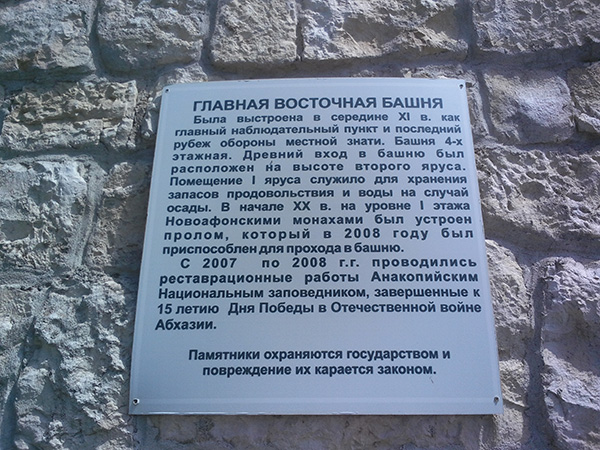 ГЛАВНАЯ ВОСТОЧНАЯ БАШНЯ
Была выстроена в середине XI в. как
главный наблюдательный пункт и последний
рубеж обороны местной знати. Башня 4-х
этажная. Древний вход в башню был
расположен на высоте второго яруса.
Помещение I яруса служило для хранения
запасов продовольствия и воды на случай
осады. В начале XX в. на уровне I этажа
Новоафонскими монахами был устроен
пролом, который в 2008 году был
приспособлен для прохода в башню.
С 2007 по 2008 г.г. проводились
реставрационные работы Анакопийским
Национальным заповедником, завершенные к
15 летию Дня Победы в Отечественной войне
Абхазии.
Памятники охраняются государством и
повреждение их карается законом.